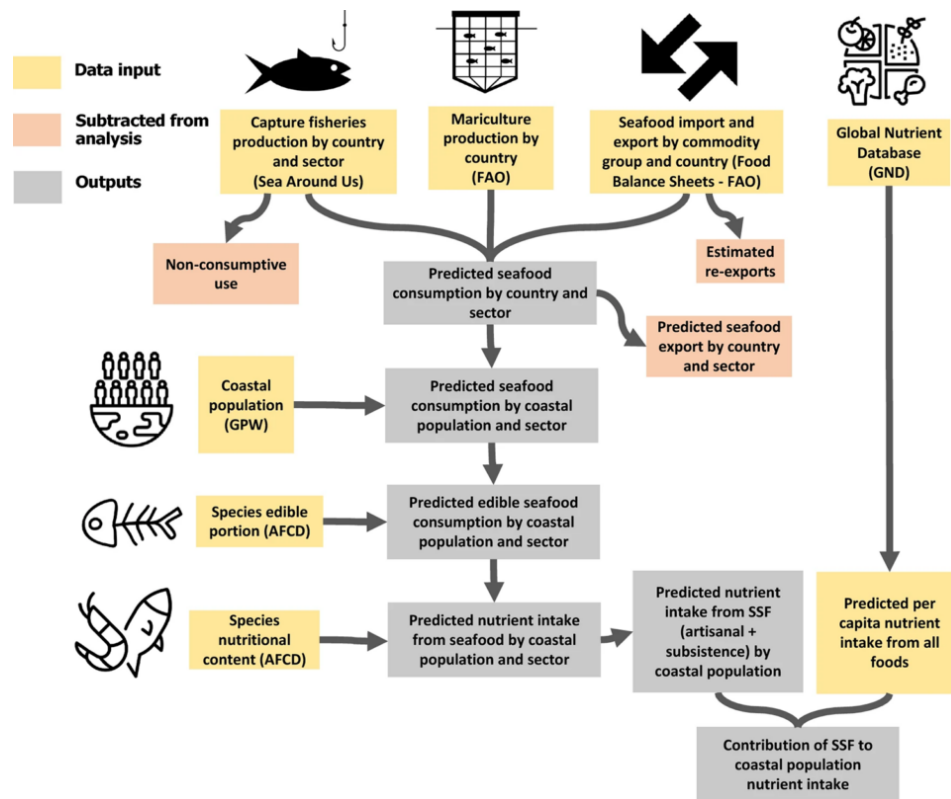 Data input
Subtracted from
analysis
Outputs
Capture fisheries
production by country
and sector
(Sea Around Us)
Mariculture
production by
country
(FAO)
Seafood import and
export by commodity
group and country (Food
Balance Sheets - FAO)
Global Nutrient
Database
(GND)
Non-consumptive
use
Predicted seafood
consumption by country and
sector
Estimated
re-exports
Predicted seafood
export by country
and sector
Coastal
population
(GPW)
Predicted seafood
consumption by coastal
population and sector
Species edible
portion (AFCD)
Predicted edible seafood
consumption by coastal
population and sector
Species
nutritional
content (AFCD)
Predicted nutrient intake
from seafood by coastal
population and sector
Predicted nutrient
intake from SSF
(artisanal +
subsistence) by
coastal population
Predicted per
capita nutrient
intake from all
foods
Contribution of SSF to
coastal population
nutrient intake